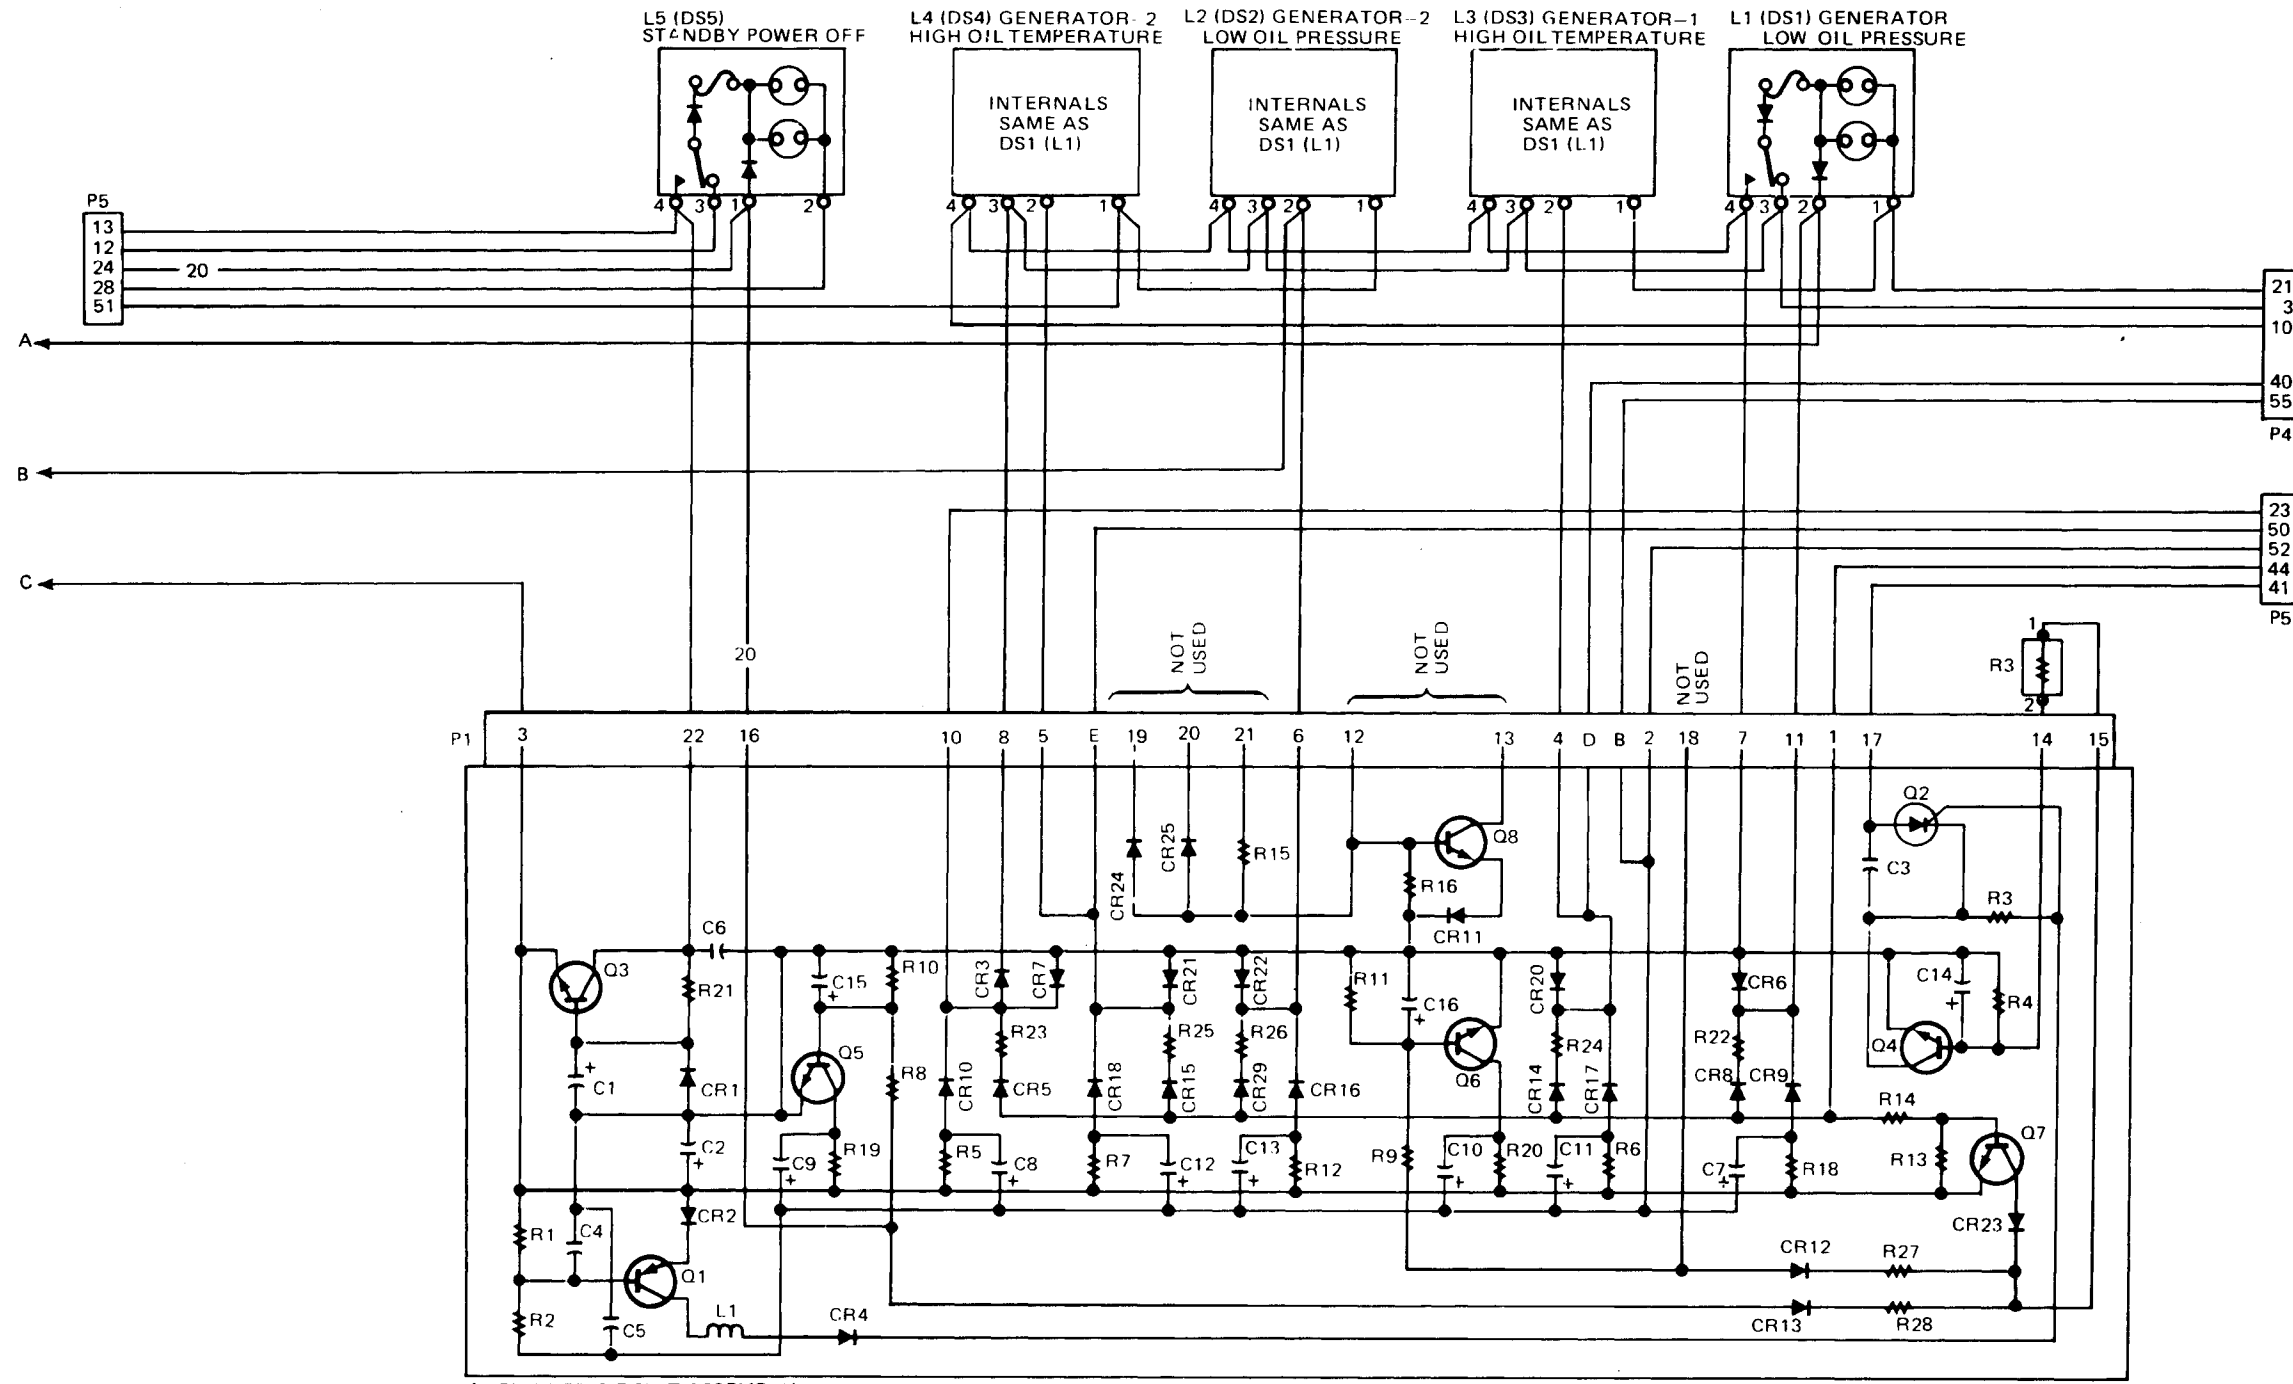 L5 (DS5)
STANDBY POWER OFF
L4 (DS4) GENERATOR-2
HIGH OIL TEMPERATURE
L2 (DS2) GENERATOR-2
LOW OIL PRESSURE
L3 (DS3) GENERATOR-1
HIGH OIL TEMPERATURE
L1 (DS1) GENERATOR
LOW OIL PRESSURE
INTERNALS
SAME AS
DS1 (L1)
INTERNALS
SAME AS
DS1 (L1)
INTERNALS
SAME AS
DS1 (L1)
4 3 1 2
4 3 2 1
4 3 2 1
4 3 2 1
4 3 2 1
P5
13
12
24
28
51
20
21
3
10
40
55
P4
A
B
C
23
50
52
44
41
P5
20
NOT
USED
NOT
USED
NOT
USED
1
R3
2
P1 3 22 16 10 8 5 E 19 20 21 6 12 13 4 D B 2 18 7 11 1 17 14 15
Q2
CR24
CR25
R15
Q8
C3
R16
CR11
R3
C6
Q3
R21
C15
R10
CR3
CR7
CR21
CR22
R11
C16
CR20
CR6
C14
R4
R23
R25
R26
R24
R22
Q4
Q5
Q6
C1
CR1
R8
CR10
CR5
CR18
CR15
CR29
CR16
CR14
CR17
CR8
CR9
R14
C2
C9
R19
R5
C8
R7
C12
C13
R12
R9
C10
R20
C11
R6
C7
R18
R13
Q7
R1
C4
CR2
CR23
Q1
CR12
R27
R2
C5
L1
CR4
CR13
R28